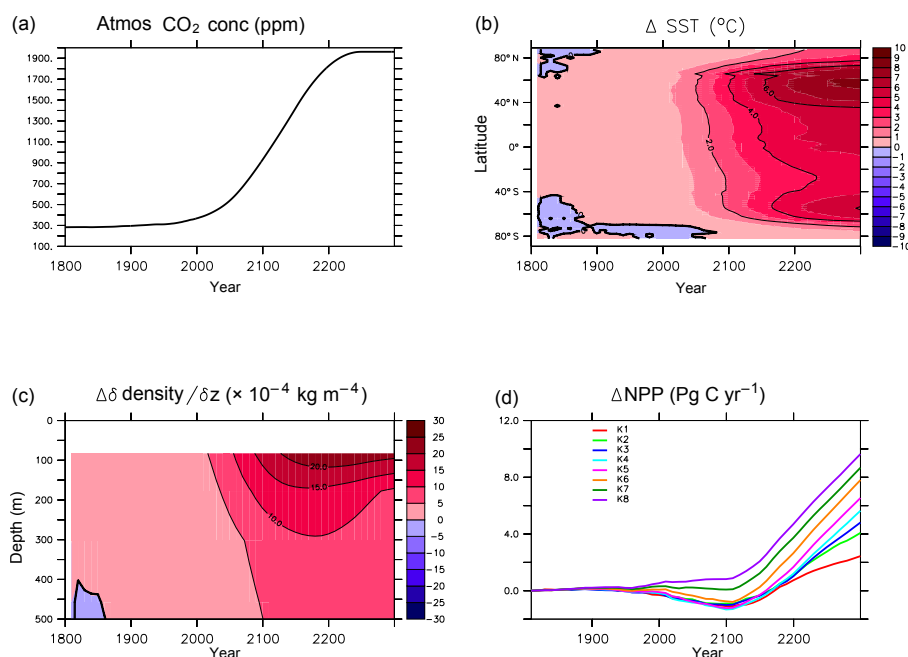 (a) Atmos CO₂ conc (ppm)
1900.
1700.
1500.
1300.
1100.
900.
700.
500.
300.
100.
1800 1900 2000 2100 2200
Year
(b) Δ SST (°C)
Latitude
80° N
40° N
0°
40° S
80° S
0
0
2.0
4.0
6.0
1800 1900 2000 2100 2200
Year
10
9
8
7
6
5
4
3
2
1
0
−1
−2
−3
−4
−5
−6
−7
−8
−9
−10
(c) Δδ density / δz (× 10⁻⁴ kg m⁻⁴)
Depth (m)
0
100
200
300
400
500
20.0
15.0
10.0
1800 1900 2000 2100 2200
Year
30
25
20
15
10
5
0
−5
−10
−15
−20
−25
−30
(d) ΔNPP (Pg C yr⁻¹)
12.0
8.0
4.0
0.0
K1
K2
K3
K4
K5
K6
K7
K8
1900 2000 2100 2200
Year